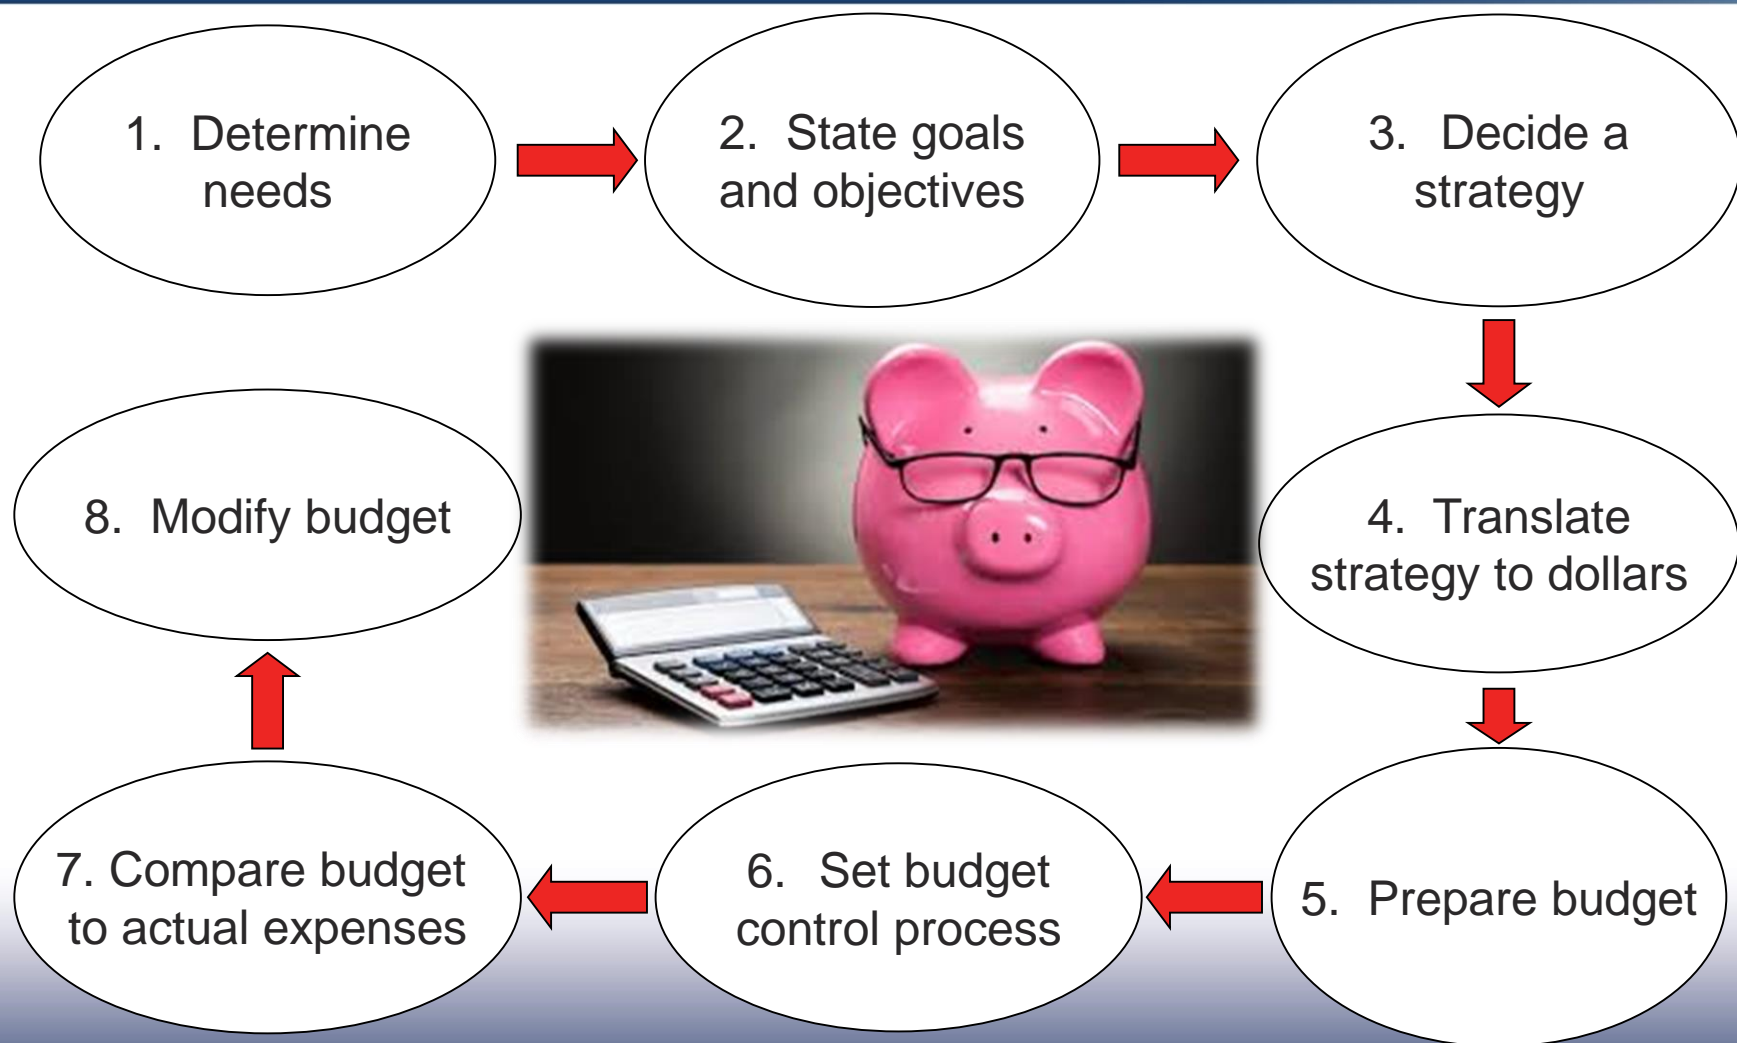 1. Determine
needs
2. State goals
and objectives
3. Decide a
strategy
4. Translate
strategy to dollars
5. Prepare budget
6. Set budget
control process
7. Compare budget
to actual expenses
8. Modify budget